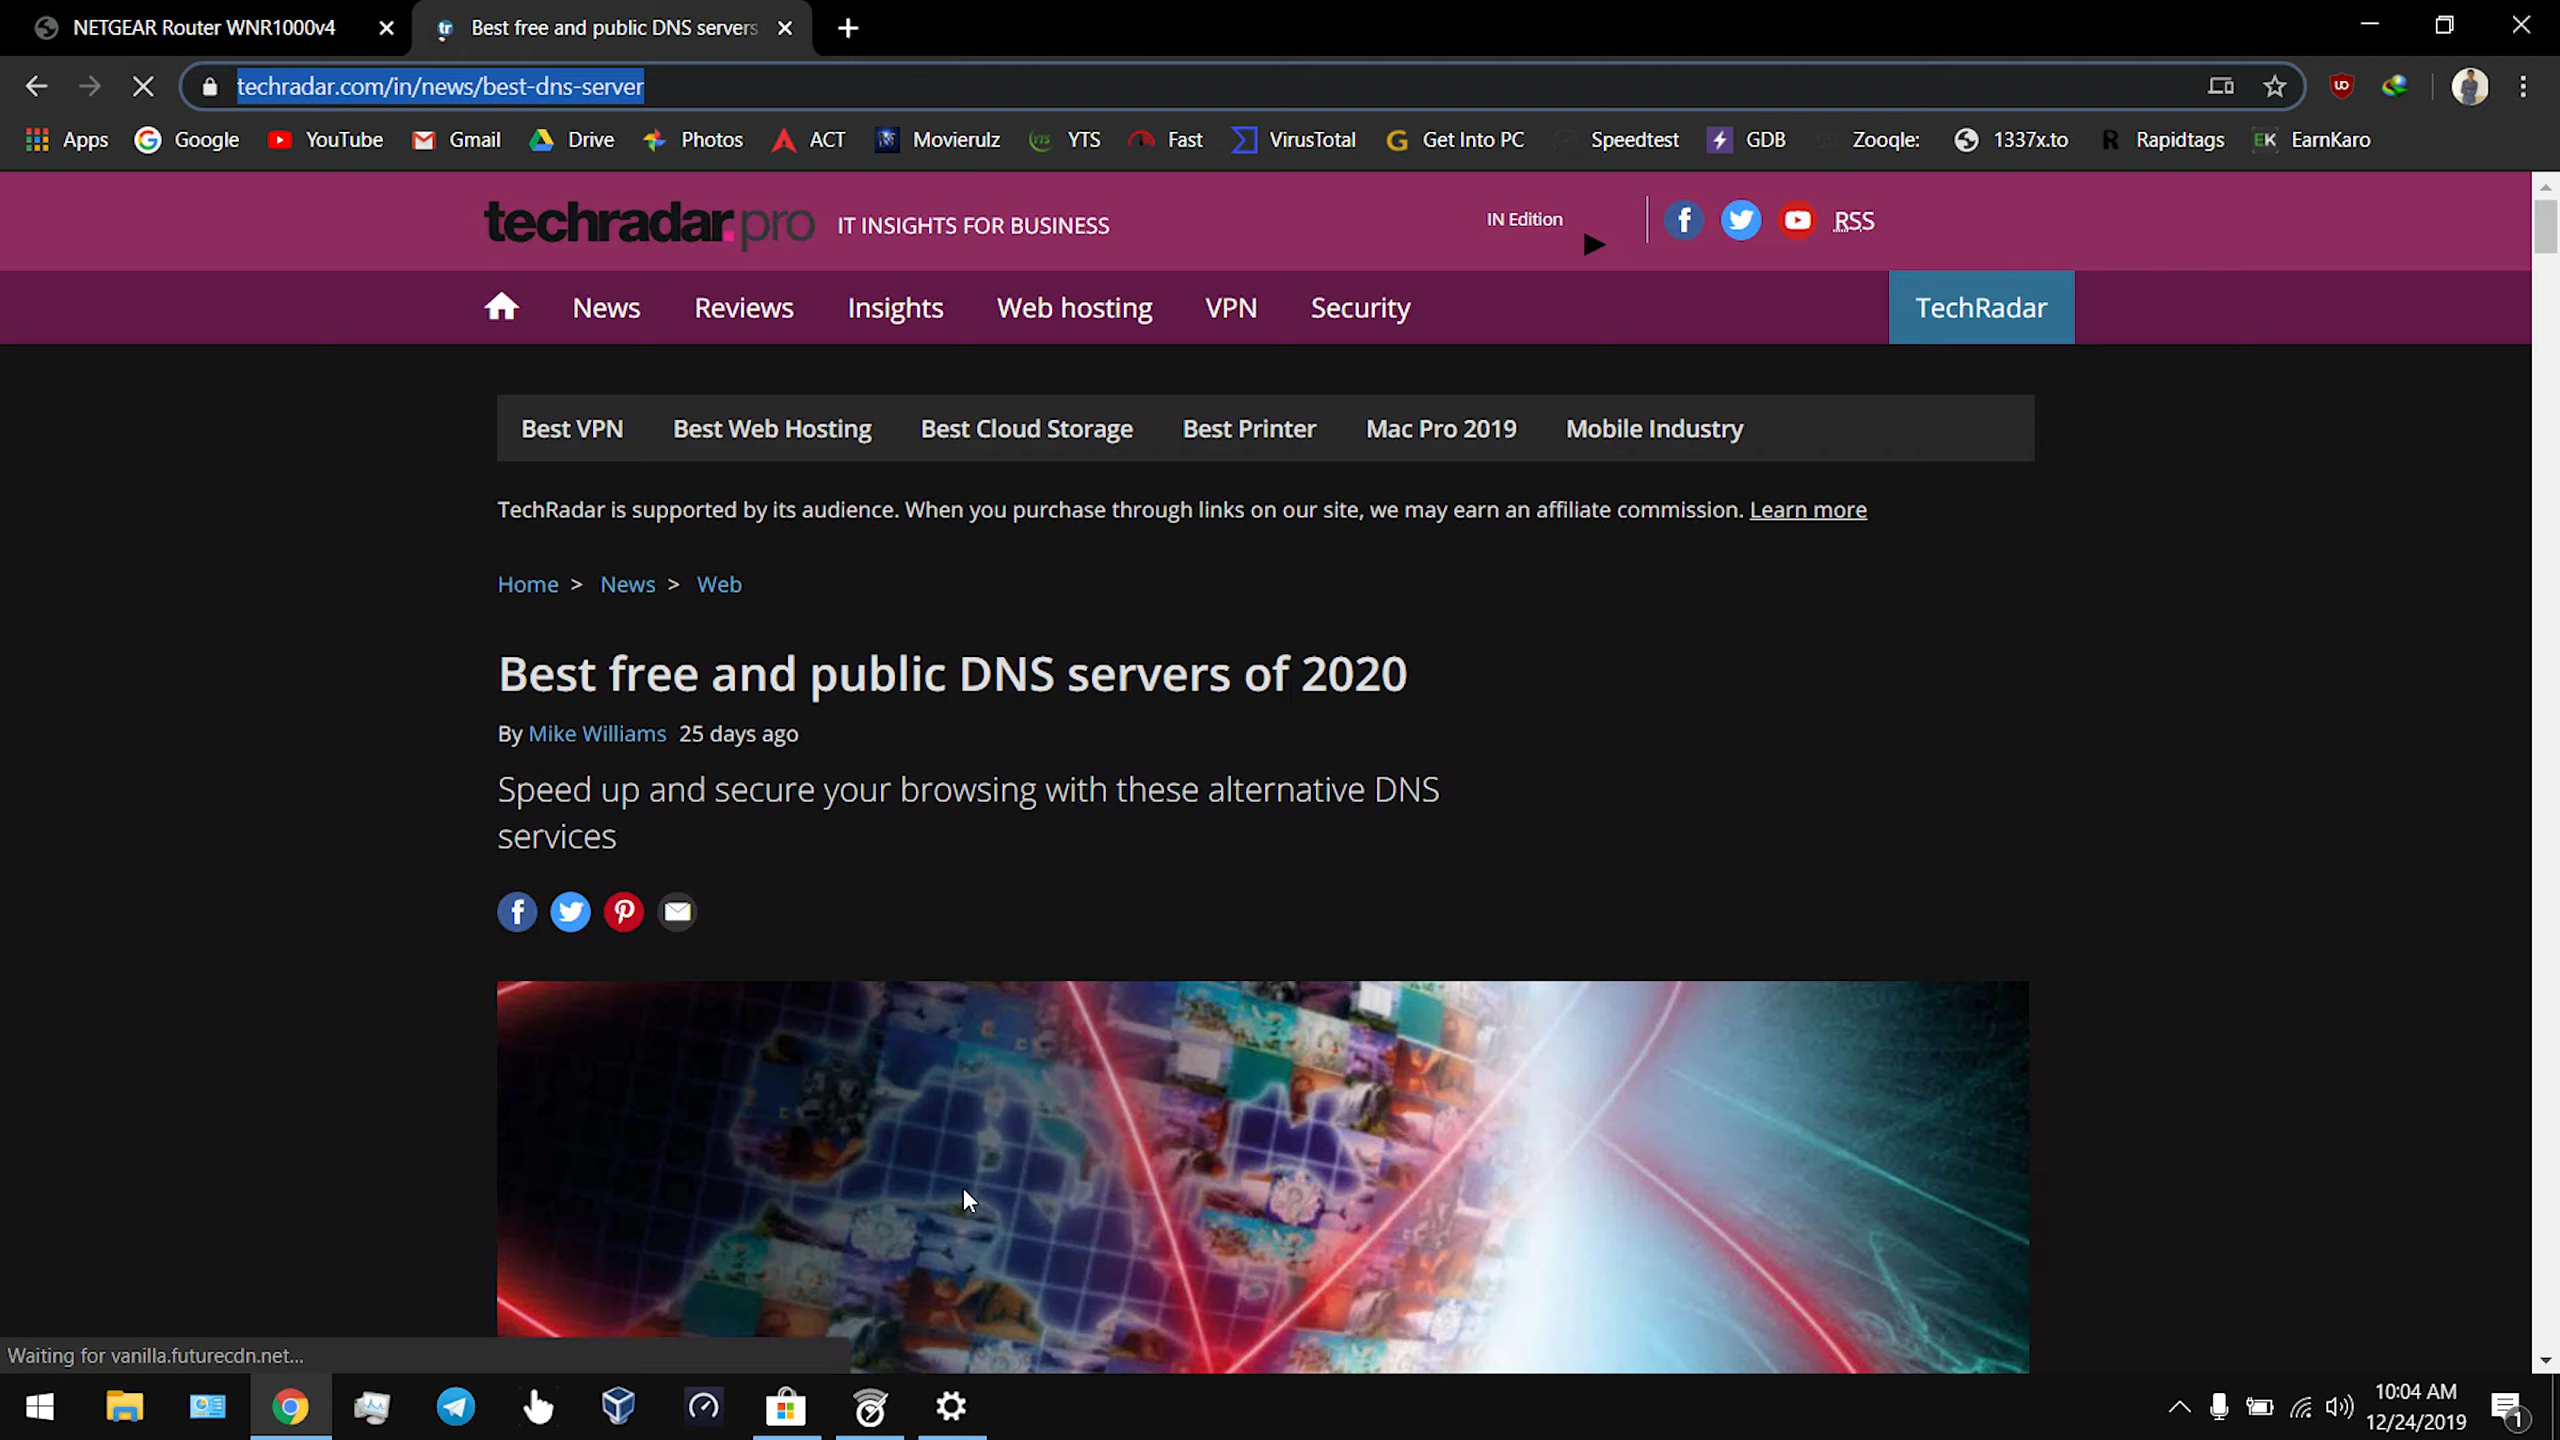 NETGEAR Router WNR1000v4
Best free and public DNS servers
techradar.com/in/news/best-dns-server
Apps Google YouTube Gmail Drive Photos ACT Movierulz YTS Fast VirusTotal Get Into PC Speedtest GDB Zooqle: 1337x.to Rapidtags EarnKaro
techradar.pro IT INSIGHTS FOR BUSINESS IN Edition RSS
News Reviews Insights Web hosting VPN Security TechRadar
Best VPN Best Web Hosting Best Cloud Storage Best Printer Mac Pro 2019 Mobile Industry
TechRadar is supported by its audience. When you purchase through links on our site, we may earn an affiliate commission. Learn more
Home > News > Web
Best free and public DNS servers of 2020
By Mike Williams 25 days ago
Speed up and secure your browsing with these alternative DNS
services
Waiting for vanilla.futurecdn.net...
10:04 AM
12/24/2019
1